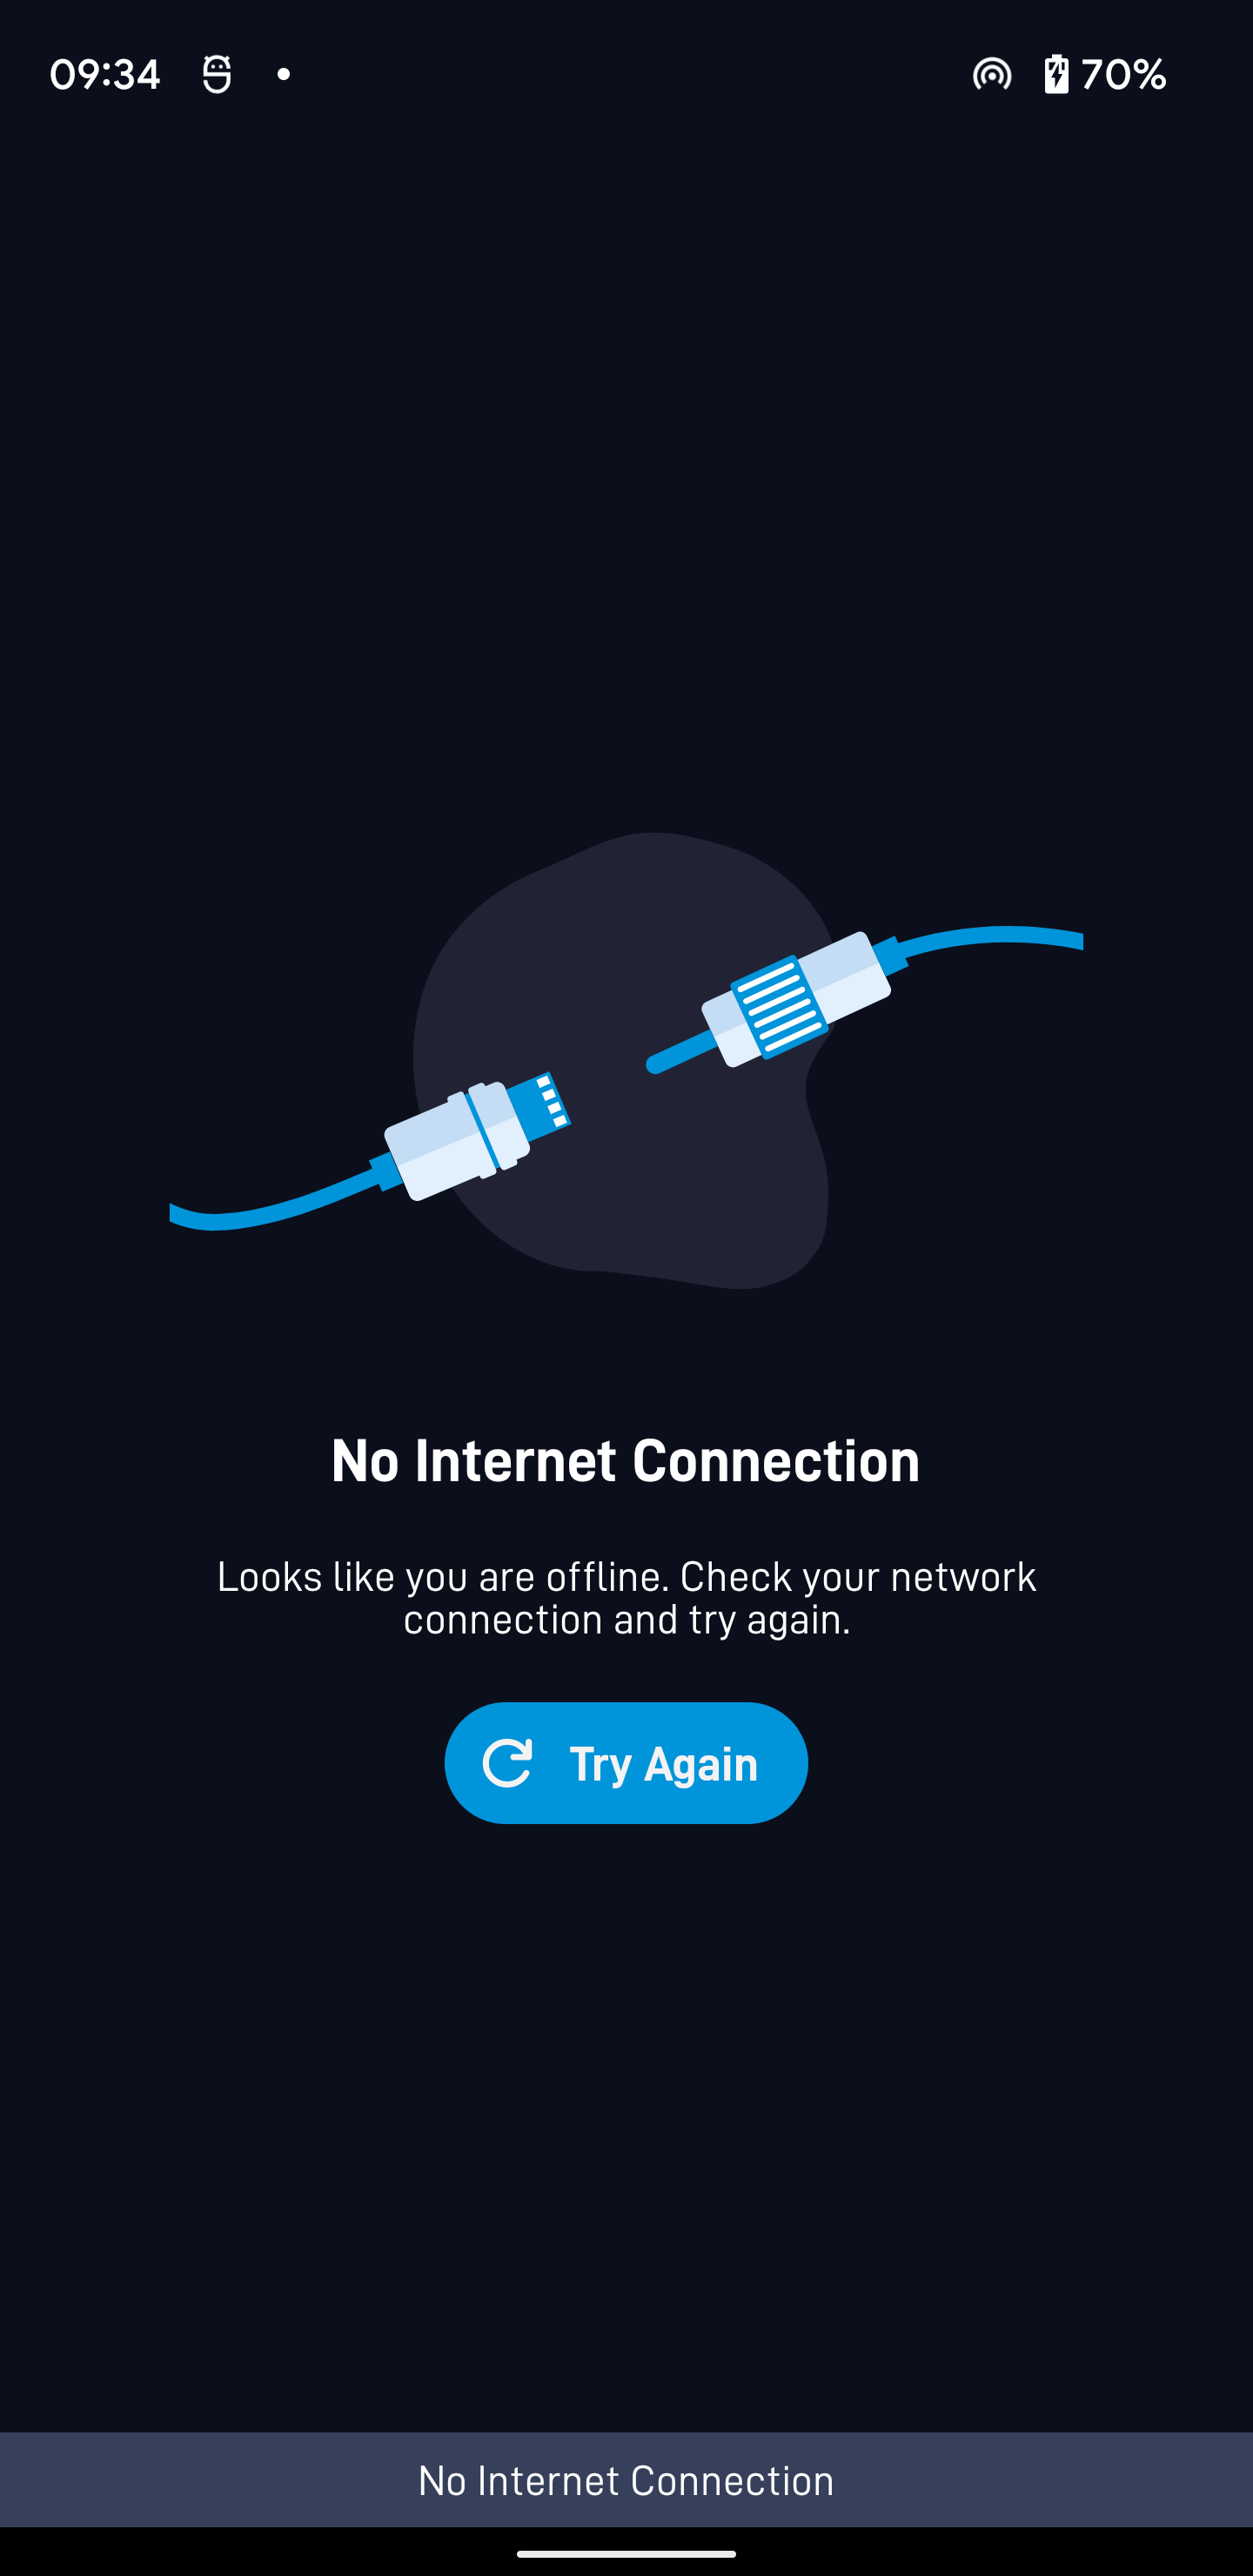 09:34
70%
No Internet Connection
Looks like you are offline. Check your network
connection and try again.
Try Again
No Internet Connection